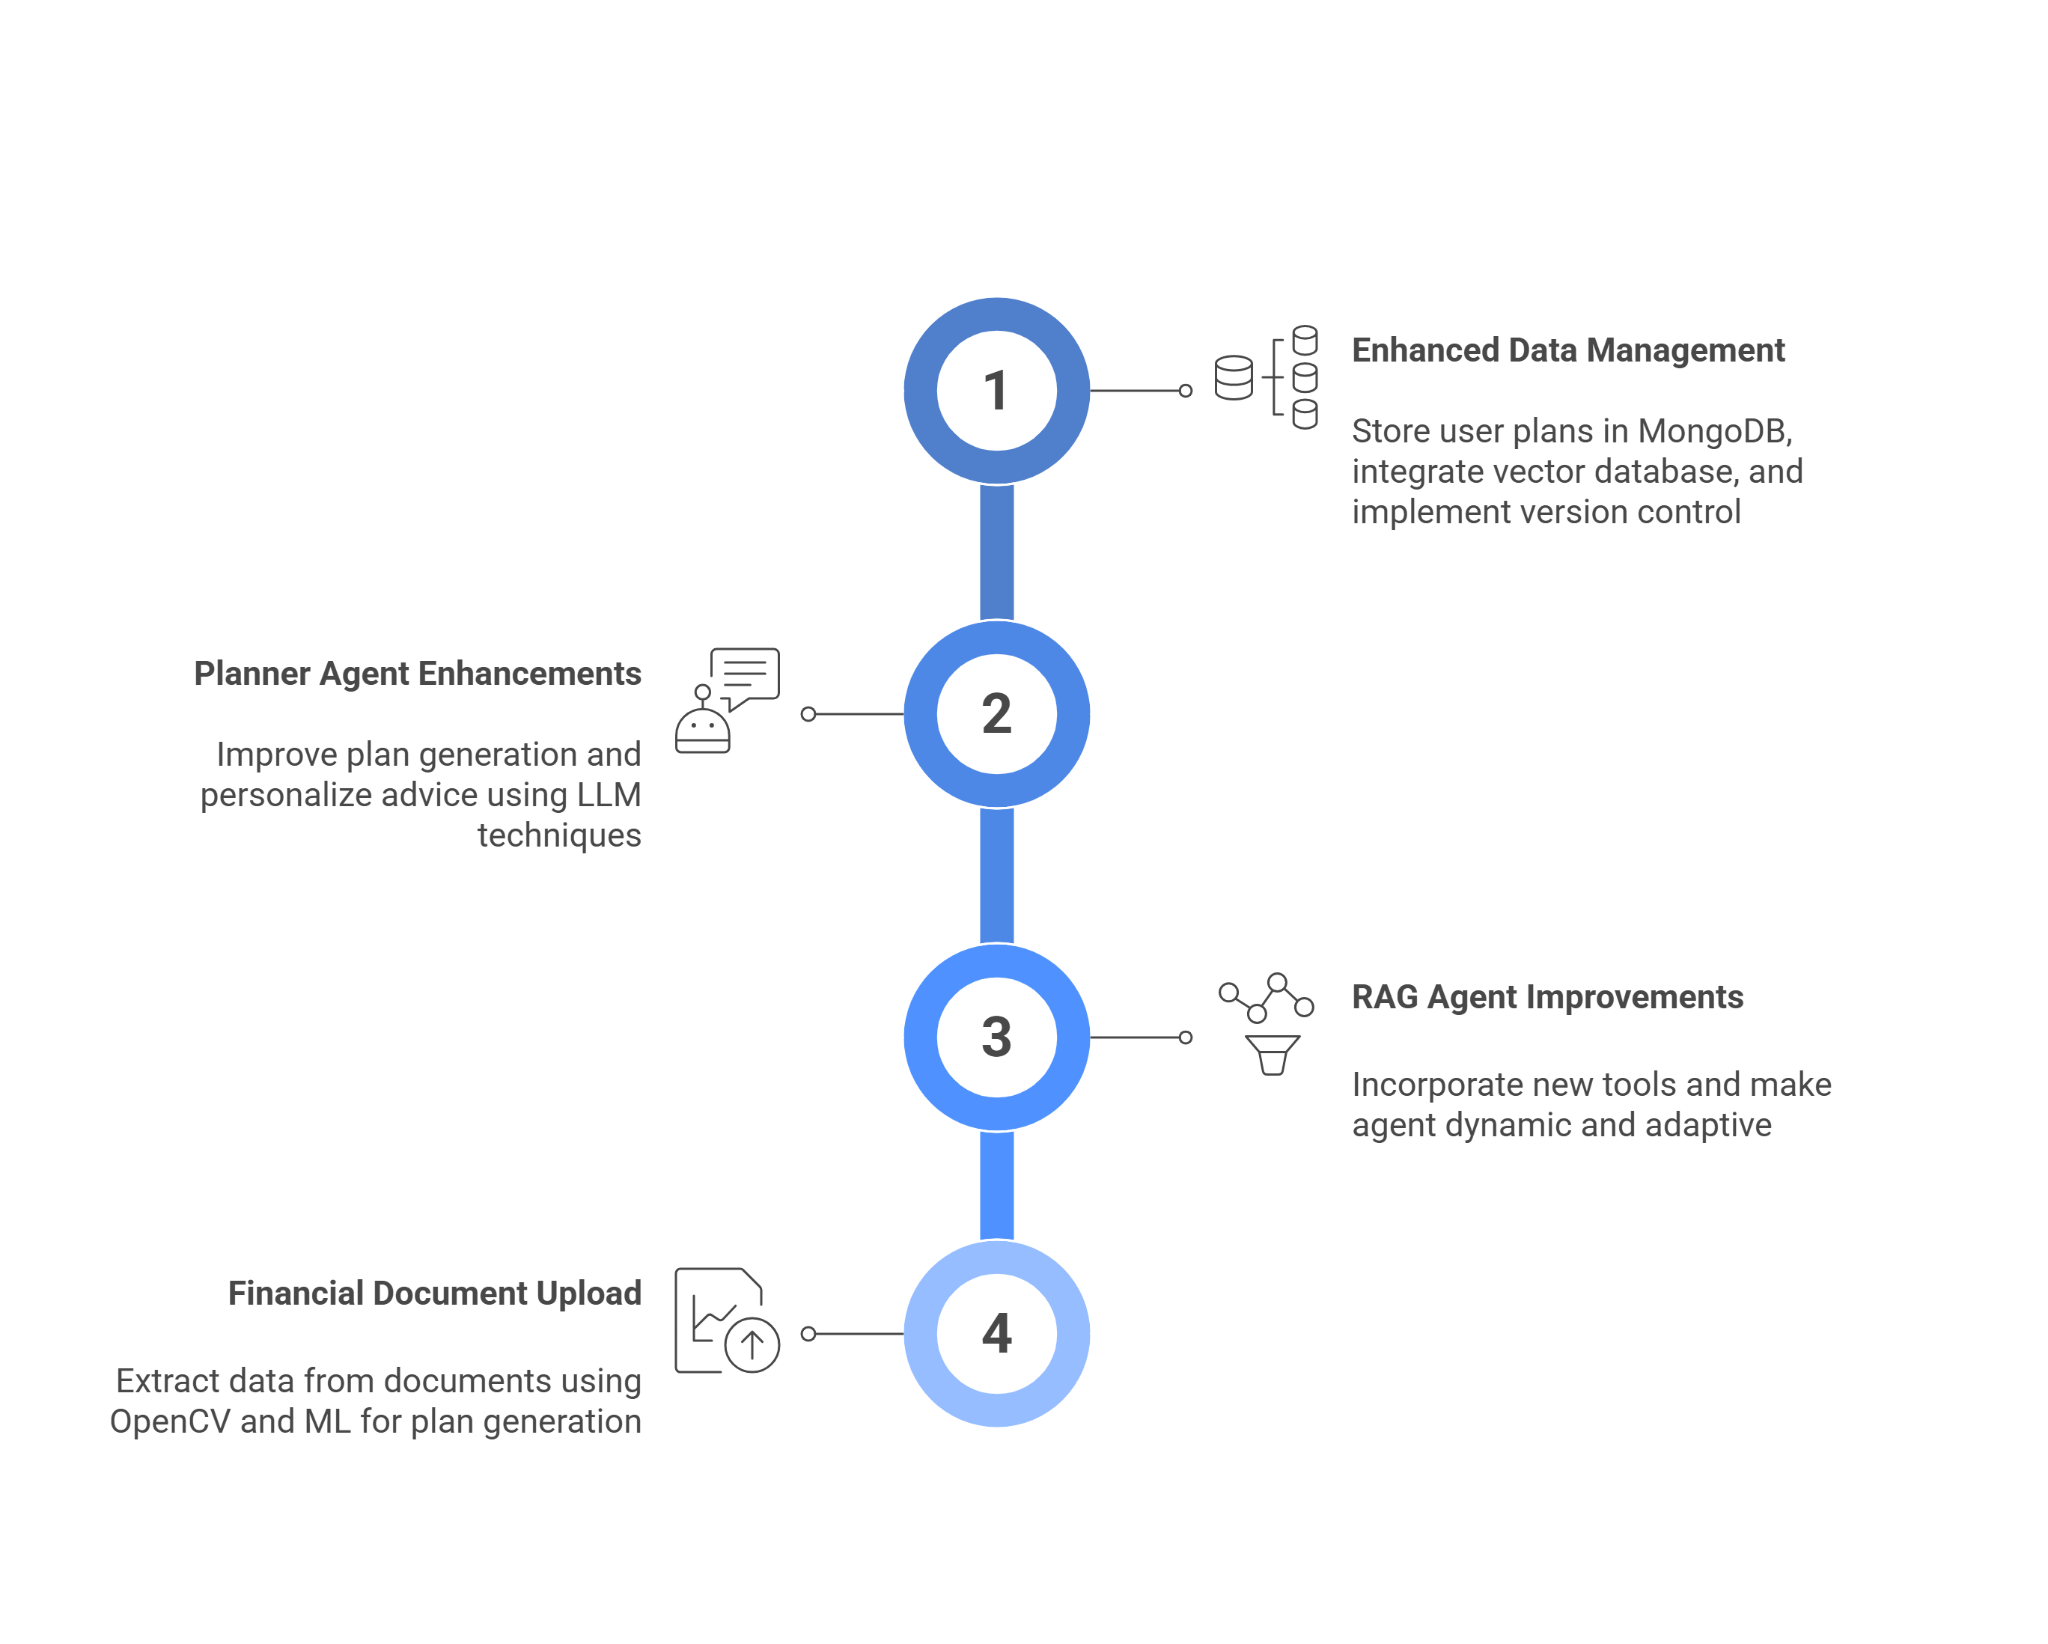 1
Enhanced Data Management
Store user plans in MongoDB,
integrate vector database, and
implement version control
2
Planner Agent Enhancements
Improve plan generation and
personalize advice using LLM
techniques
3
RAG Agent Improvements
Incorporate new tools and make
agent dynamic and adaptive
4
Financial Document Upload
Extract data from documents using
OpenCV and ML for plan generation